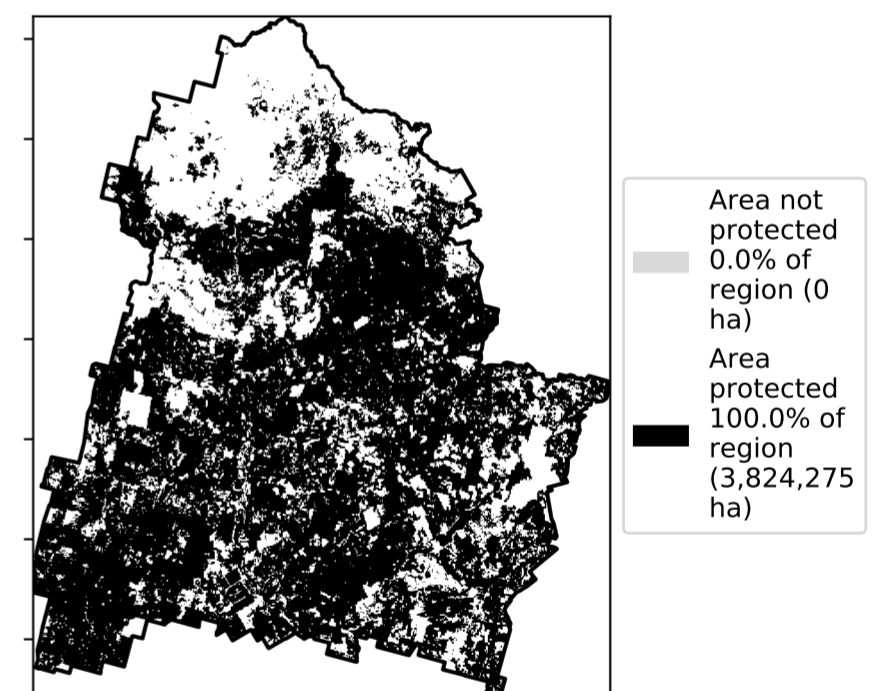 Area not
protected
0.0% of
region (0
ha)
Area
protected
100.0% of
region
(3,824,275
ha)